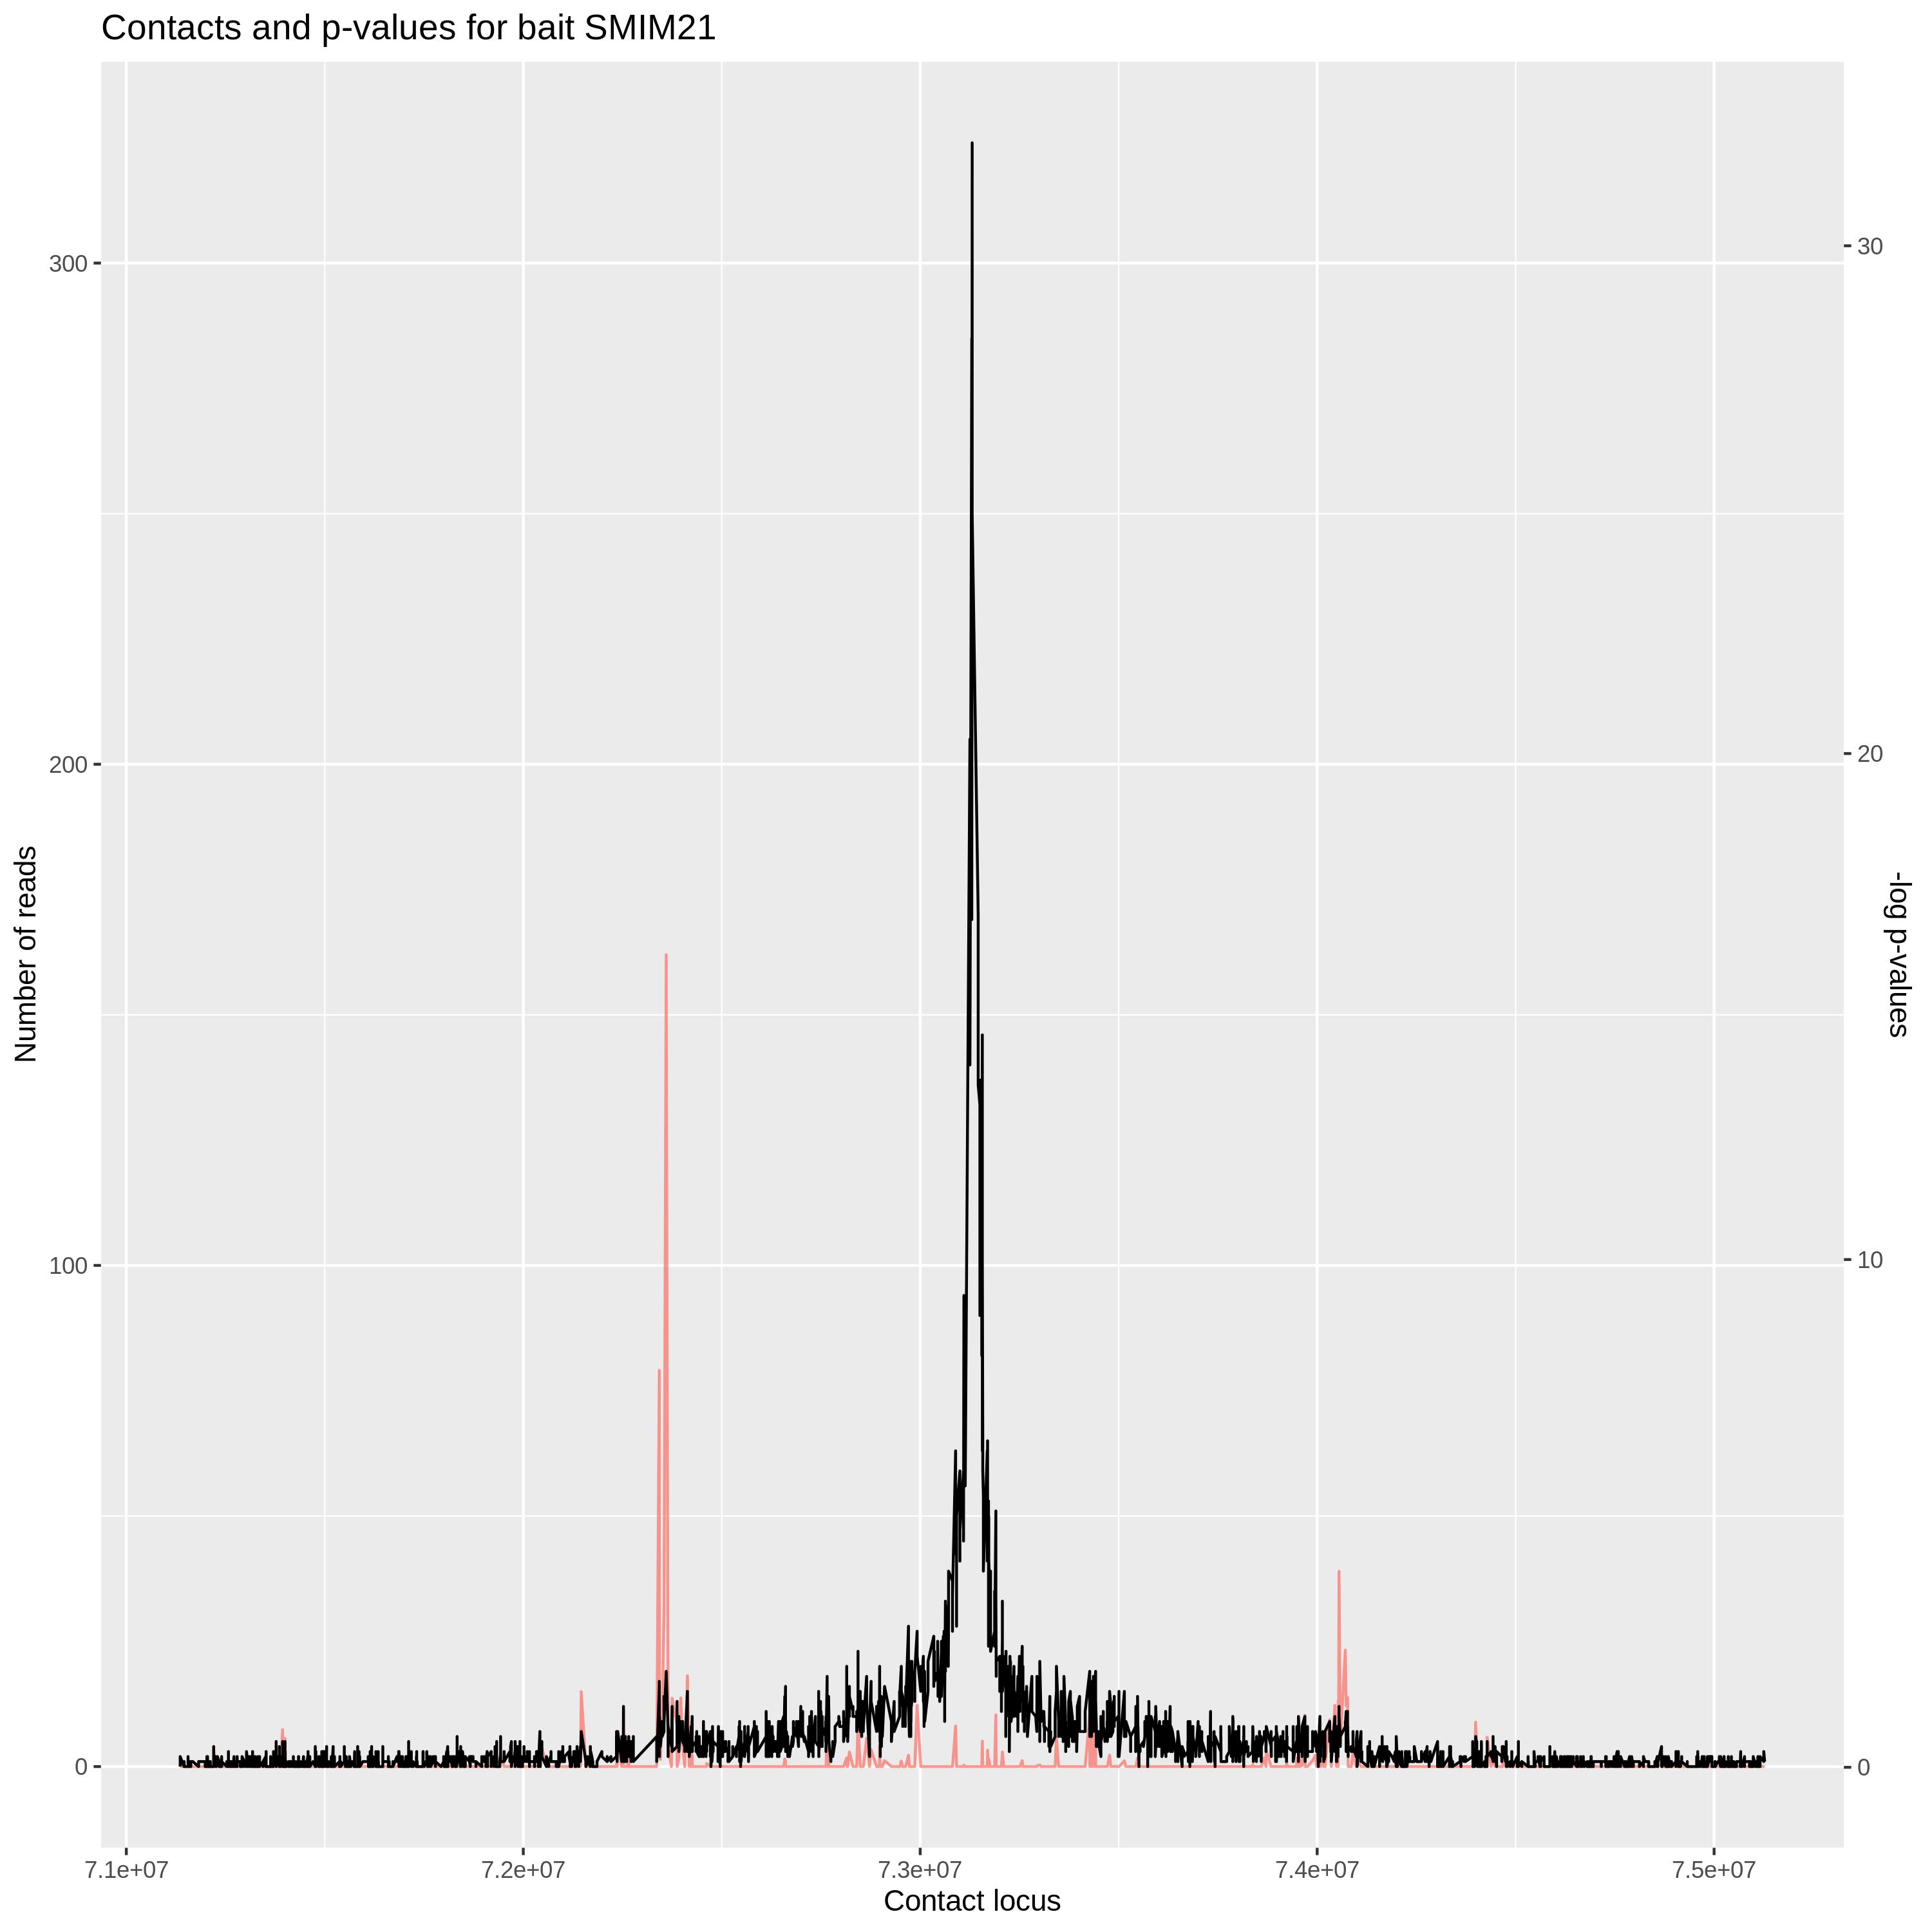 Contacts and p-values for bait SMIM21
300
200
100
0
Number of reads
30
20
10
0
-log p-values
7.1e+07
7.2e+07
7.3e+07
7.4e+07
7.5e+07
Contact locus